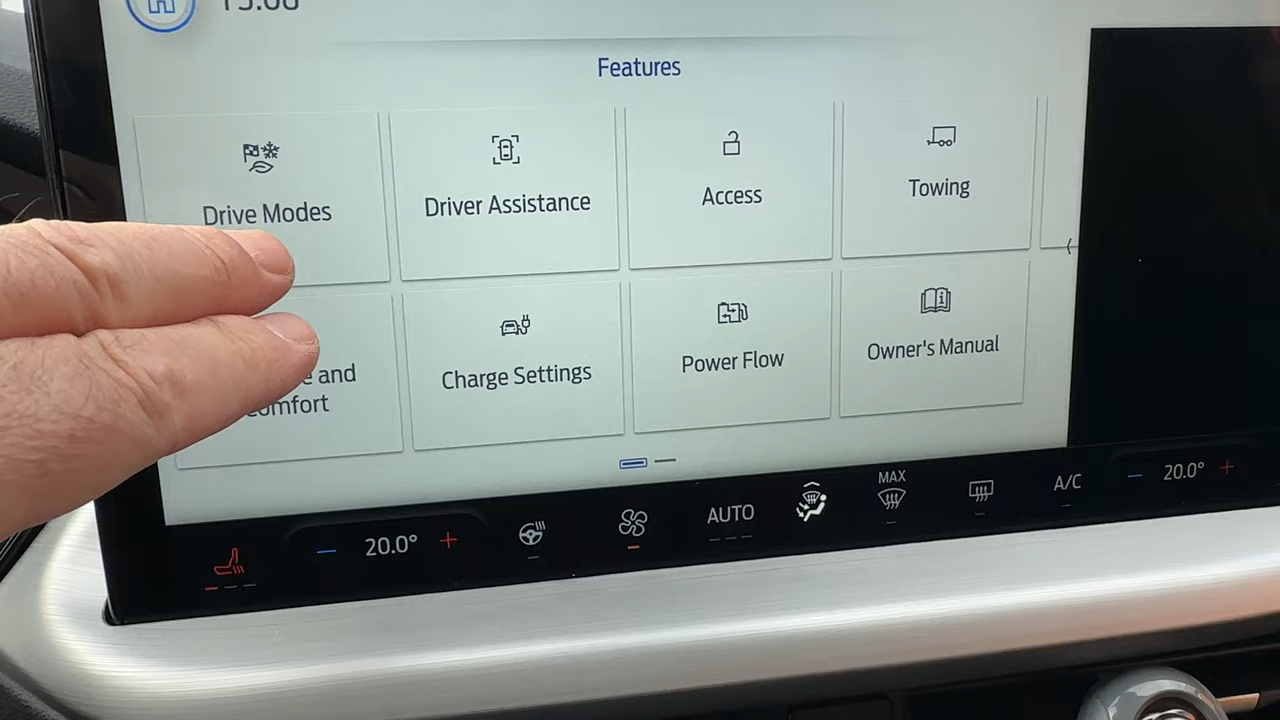 Features
Drive Modes
Driver Assistance
Access
Towing
and
Charge Settings
Power Flow
Owner's Manual
20.0°
AUTO
MAX
A/C
20.0°